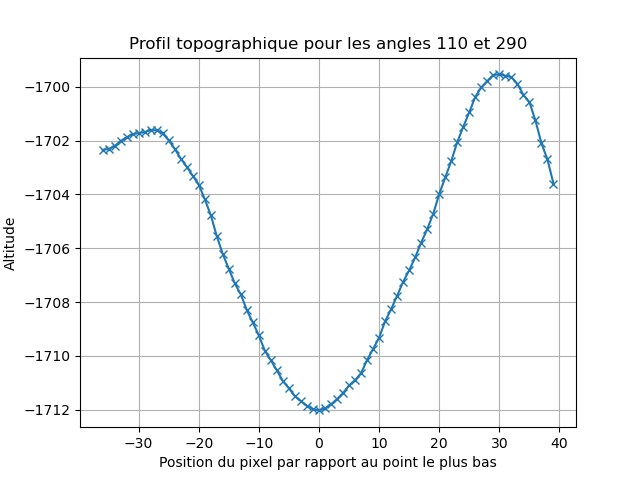 Profil topographique pour les angles 110 et 290
−1700
−1702
−1704
−1706
−1708
−1710
−1712
Altitude
−30 −20 −10 0 10 20 30 40
Position du pixel par rapport au point le plus bas